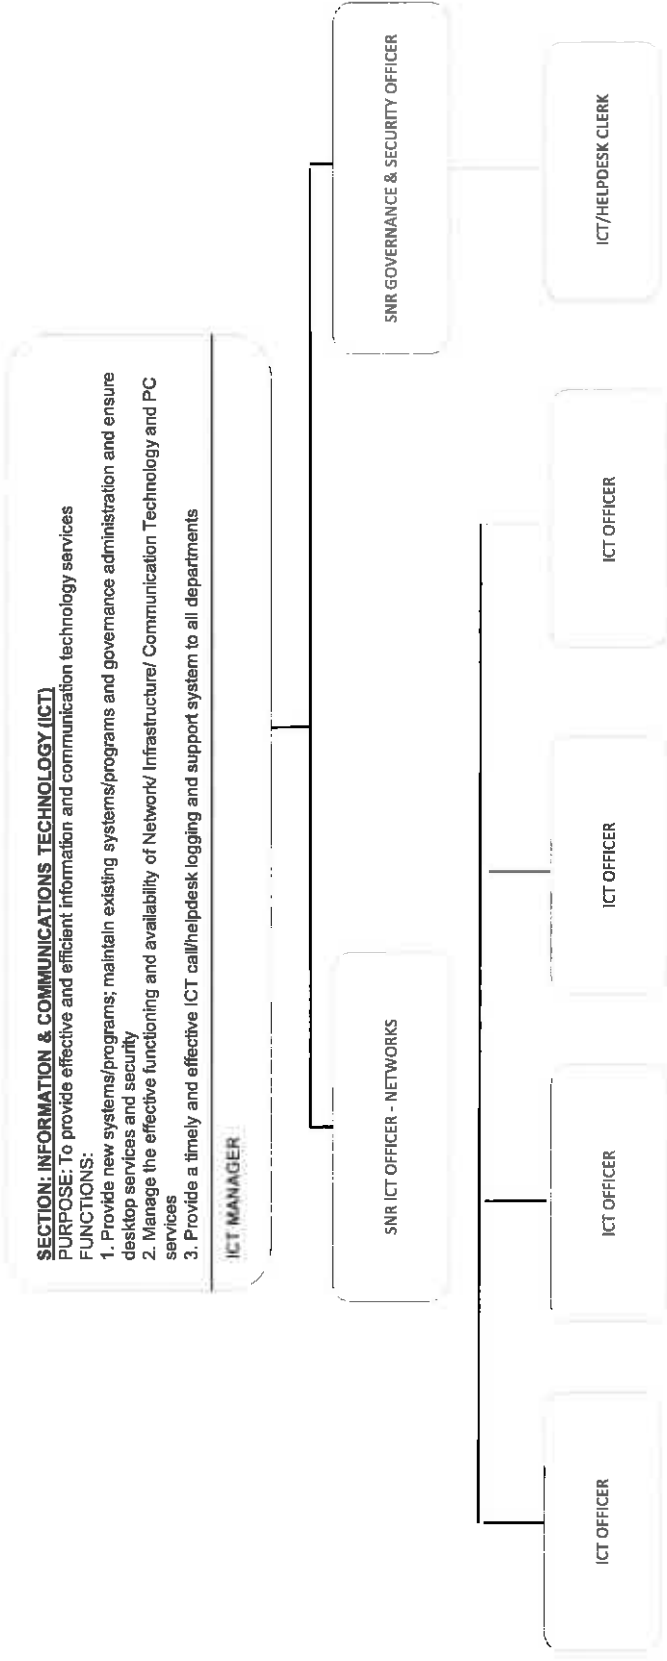 SECTION: INFORMATION & COMMUNICATIONS TECHNOLOGY (ICT)
PURPOSE: To provide effective and efficient information and communication technology services
FUNCTIONS:
1. Provide new systems/programs; maintain existing systems/programs and governance administration and ensure
desktop services and security
2. Manage the effective functioning and availability of Network/ Infrastructure/ Communication Technology and PC
services
3. Provide a timely and effective ICT call/helpdesk logging and support system to all departments
ICT MANAGER
SNR ICT OFFICER - NETWORKS
SNR GOVERNANCE & SECURITY OFFICER
ICT OFFICER
ICT OFFICER
ICT OFFICER
ICT OFFICER
ICT/HELPDESK CLERK